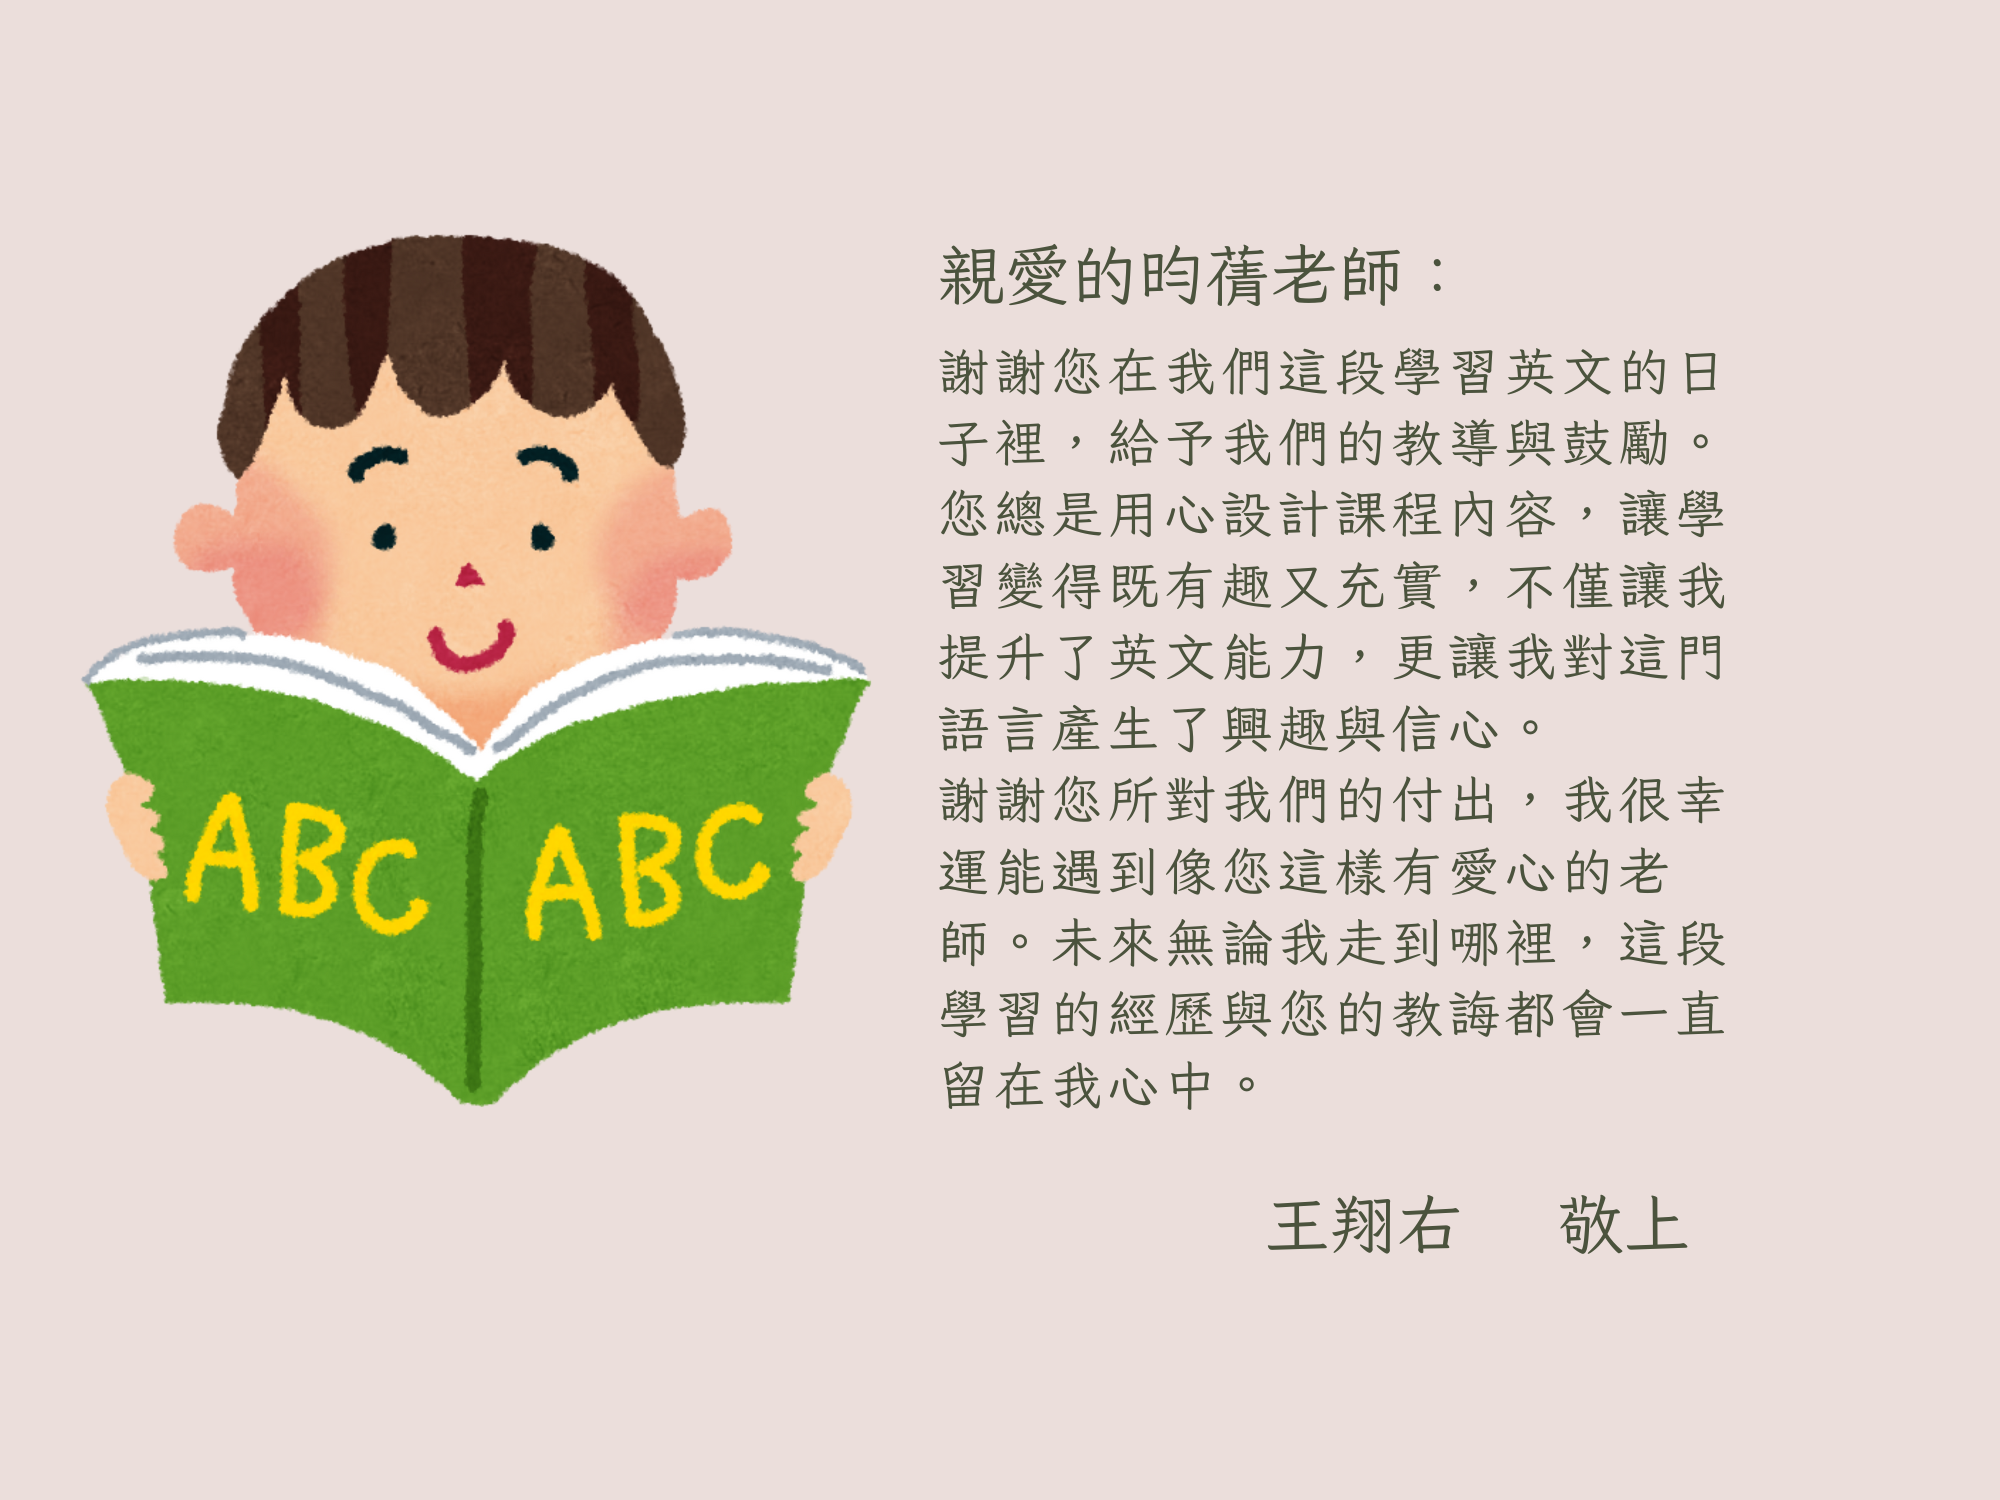 ABC ABC
親愛的昀蒨老師：
謝謝您在我們這段學習英文的日
子裡，給予我們的教導與鼓勵。
您總是用心設計課程內容，讓學
習變得既有趣又充實，不僅讓我
提升了英文能力，更讓我對這門
語言產生了興趣與信心。
謝謝您所對我們的付出，我很幸
運能遇到像您這樣有愛心的老
師。未來無論我走到哪裡，這段
學習的經歷與您的教誨都會一直
留在我心中。
王翔右 敬上